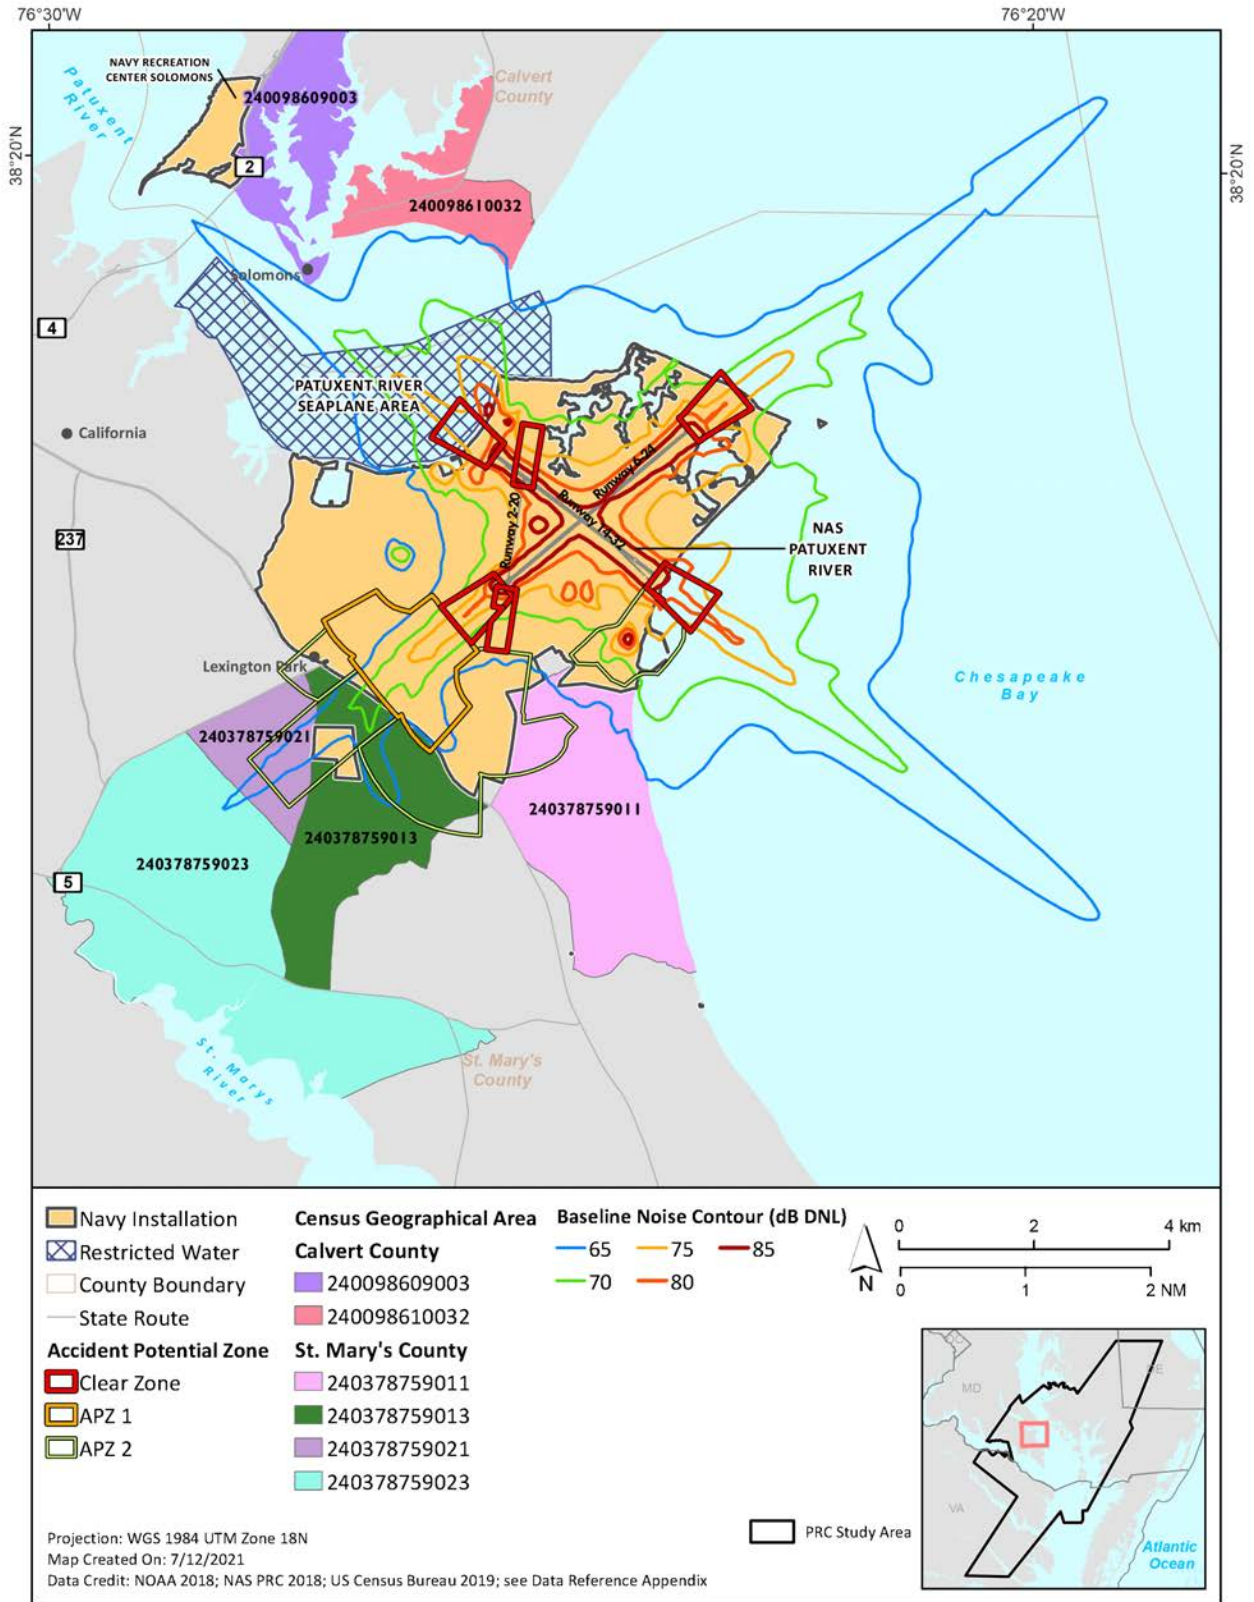 76°30'W
76°20'W
38°20'N
38°20'N
NAVY RECREATION
CENTER SOLOMONS
Patuxent
River
Calvert
County
240098609003
2
240098610032
Solomons
4
PATUXENT RIVER
SEAPLANE AREA
California
Runway 6-24
Runway 14-32
Runway 2-20
237
NAS
PATUXENT
RIVER
Lexington Park
Chesapeake
Bay
240378759021
240378759011
240378759013
240378759023
5
St. Marys
River
St. Mary's
County
Navy Installation
Restricted Water
County Boundary
State Route
Accident Potential Zone
Clear Zone
APZ 1
APZ 2
Census Geographical Area
Calvert County
240098609003
240098610032
St. Mary's County
240378759011
240378759013
240378759021
240378759023
Baseline Noise Contour (dB DNL)
65 75 85
70 80
N
0 2 4 km
0 1 2 NM
DC
MD
DE
VA
Atlantic
Ocean
PRC Study Area
Projection: WGS 1984 UTM Zone 18N
Map Created On: 7/12/2021
Data Credit: NOAA 2018; NAS PRC 2018; US Census Bureau 2019; see Data Reference Appendix